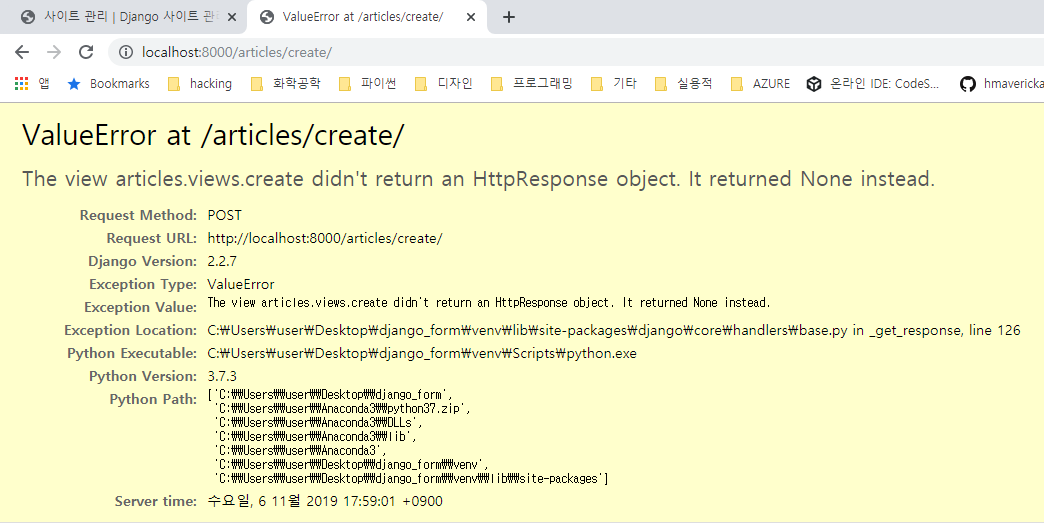 사이트 관리 | Django 사이트 관
ValueError at /articles/create/
localhost:8000/articles/create/
앱 Bookmarks hacking 화학공학 파이썬 디자인 프로그래밍 기타 실용적 AZURE 온라인 IDE: CodeS... hmavericka
ValueError at /articles/create/
The view articles.views.create didn't return an HttpResponse object. It returned None instead.
Request Method: POST
Request URL: http://localhost:8000/articles/create/
Django Version: 2.2.7
Exception Type: ValueError
Exception Value: The view articles.views.create didn't return an HttpResponse object. It returned None instead.
Exception Location: C:₩Users₩user₩Desktop₩django_form₩venv₩lib₩site-packages₩django₩core₩handlers₩base.py in _get_response, line 126
Python Executable: C:₩Users₩user₩Desktop₩django_form₩venv₩Scripts₩python.exe
Python Version: 3.7.3
Python Path: ['C:₩₩Users₩₩user₩₩Desktop₩₩django_form',
'C:₩₩Users₩₩user₩₩Anaconda3₩₩python37.zip',
'C:₩₩Users₩₩user₩₩Anaconda3₩₩DLLs',
'C:₩₩Users₩₩user₩₩Anaconda3₩₩lib',
'C:₩₩Users₩₩user₩₩Anaconda3',
'C:₩₩Users₩₩user₩₩Desktop₩₩django_form₩₩venv',
'C:₩₩Users₩₩user₩₩Desktop₩₩django_form₩₩venv₩₩lib₩₩site-packages']
Server time: 수요일, 6 11월 2019 17:59:01 +0900